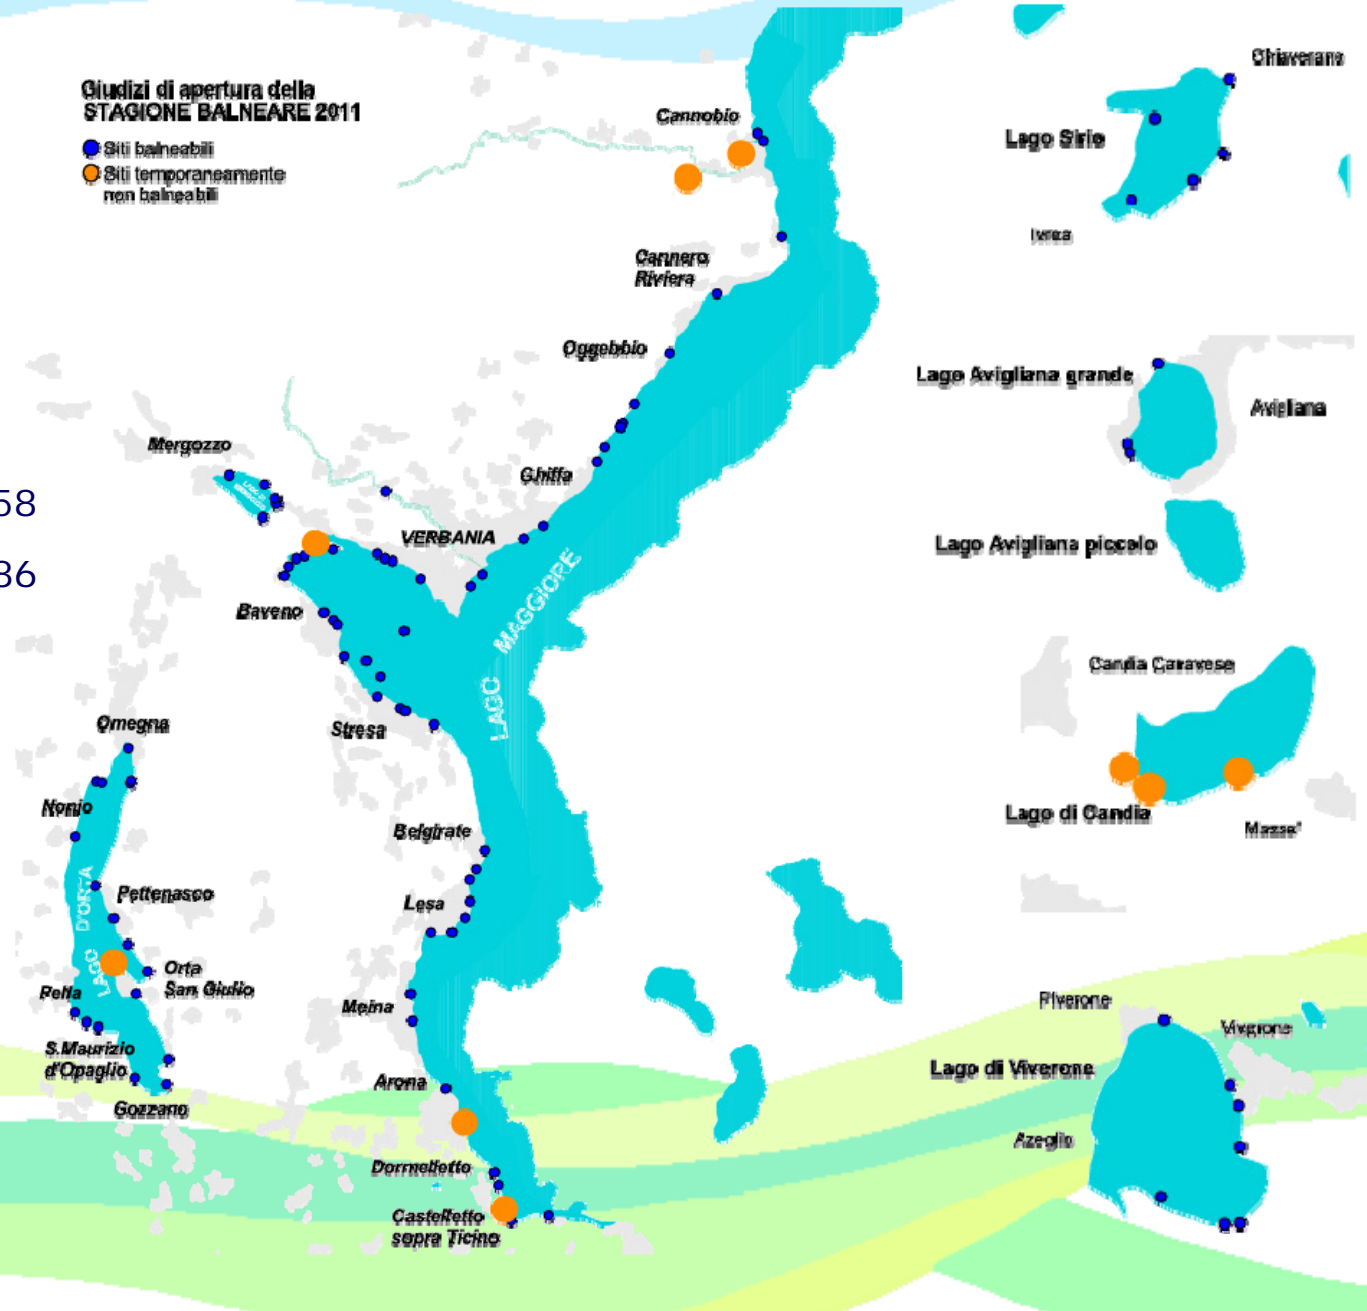 Giudizi di apertura della
STAGIONE BALNEARE 2011
Siti balneabili
Siti temporaneamente
non balneabili
Cannobio
Cannero
Riviera
Oggebbio
Ghiffa
Mergozzo
VERBANIA
Baveno
Stresa
LAGO MAGGIORE
58
86
Omegna
Nonio
Pettenasco
LAGO D'ORTA
Orta
San Giulio
Pella
S.Maurizio
d'Opaglio
Gozzano
Belgirate
Lesa
Meina
Arona
Dormelletto
Castelletto
sopra Ticino
Chiaverano
Lago Sirio
Ivrea
Lago Avigliana grande
Avigliana
Lago Avigliana piccolo
Candia Canavese
Lago di Candia
Mazze'
Piverone
Viverone
Lago di Viverone
Azeglio